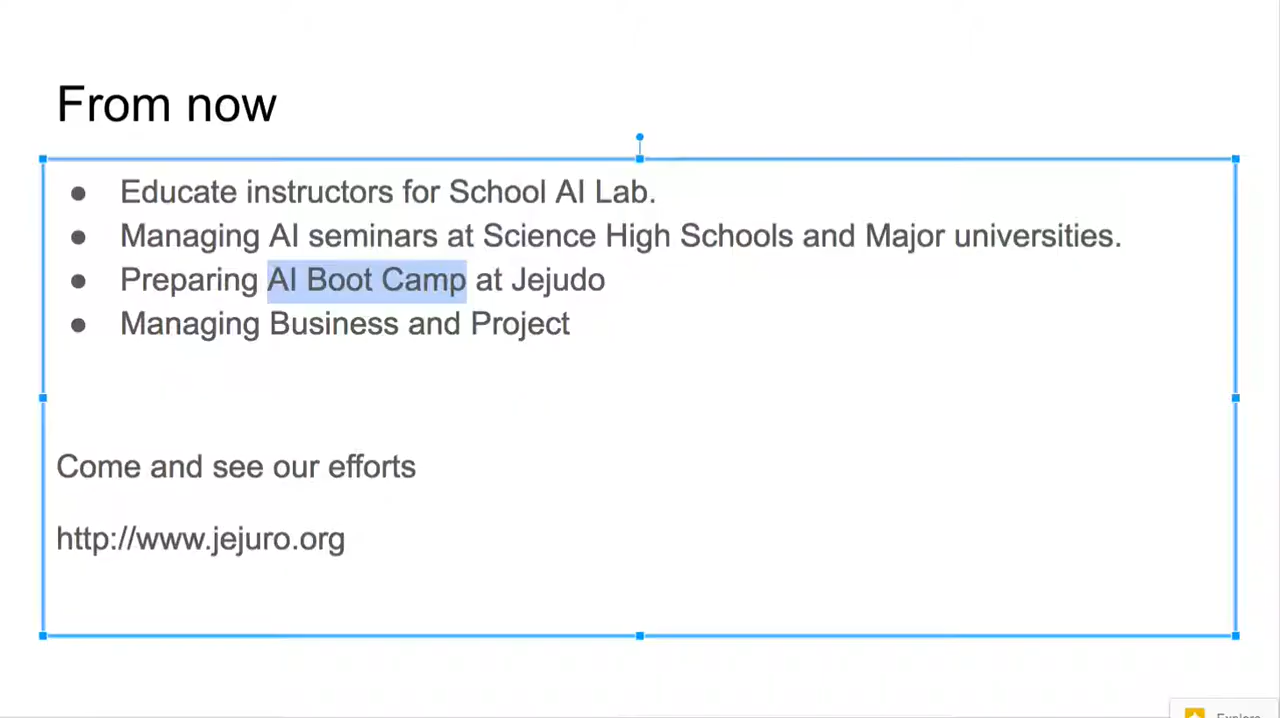 From now
● Educate instructors for School AI Lab.
● Managing AI seminars at Science High Schools and Major universities.
● Preparing AI Boot Camp at Jejudo
● Managing Business and Project
Come and see our efforts
http://www.jejuro.org